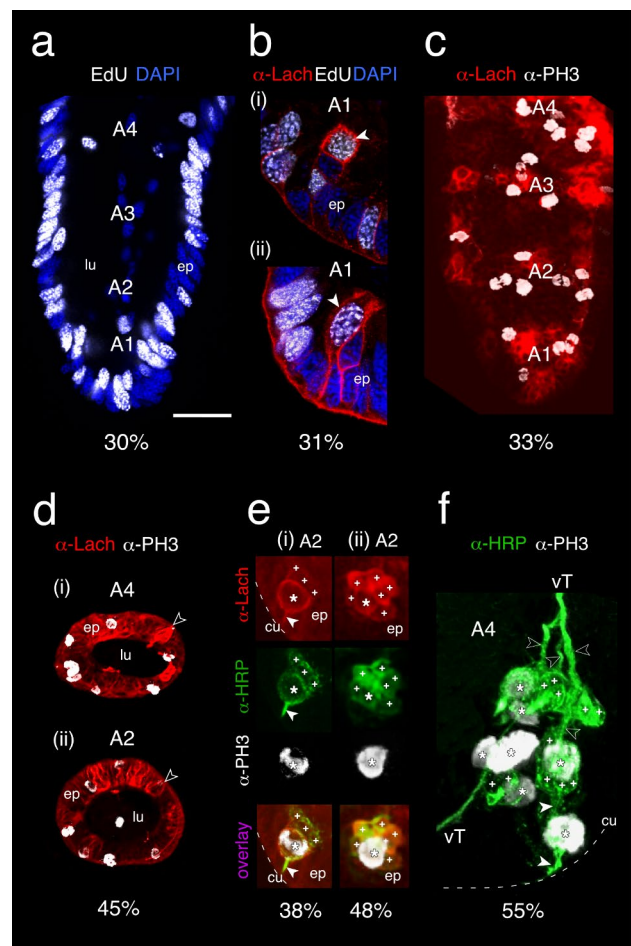 a
EdU DAPI
A4
A3
lu
A2
ep
A1
30%
b
α-Lach EdU DAPI
(i)
A1
ep
(ii)
A1
ep
31%
c
α-Lach α-PH3
A4
A3
A2
A1
33%
d
α-Lach α-PH3
(i)
A4
ep
lu
(ii)
A2
ep
lu
45%
e
(i) A2 (ii) A2
α-Lach
+ + + + * + + + + + * +
cu ep ep
α-HRP
+ + + + * + + + + + * +
α-PH3
* *
overlay
+ + + + * + + + + + * +
cu ep ep
38% 48%
f
α-HRP α-PH3
vT
A4
vT
cu
55%